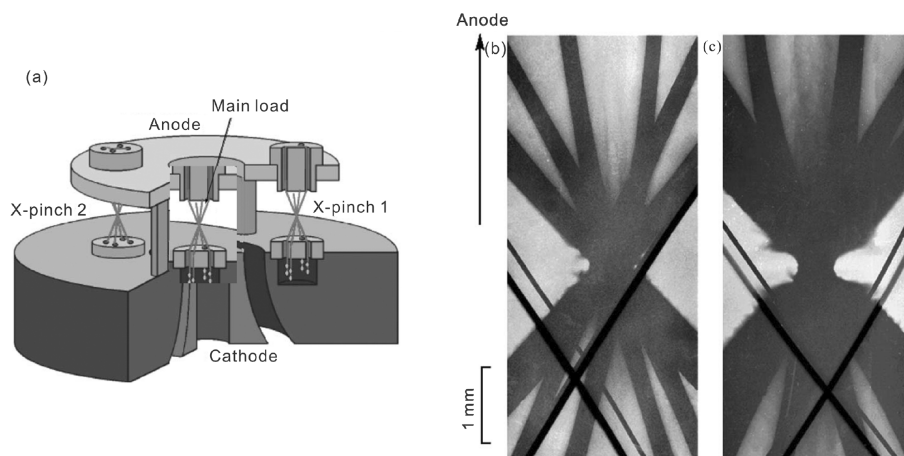 (a)
Main load
Anode
X-pinch 2
X-pinch 1
Cathode
Anode
(b)
(c)
1 mm